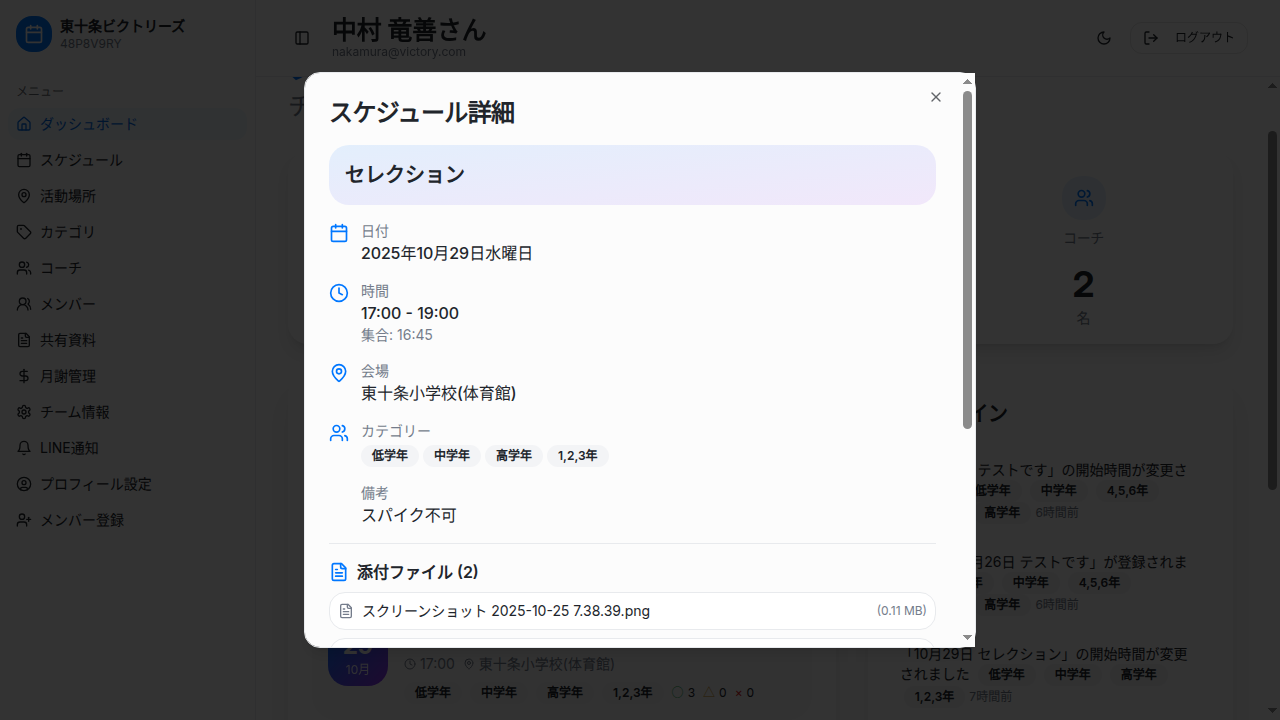 東十条ビクトリーズ
48P8V9RY
メニュー
ダッシュボード
スケジュール
活動場所
カテゴリ
コーチ
メンバー
共有資料
月謝管理
チーム情報
LINE通知
プロフィール設定
メンバー登録
中村 竜善さん
nakamura@victory.com
ログアウト
コーチ
2
名
スケジュール詳細
セレクション
日付
2025年10月29日水曜日
時間
17:00 - 19:00
集合: 16:45
会場
東十条小学校(体育館)
カテゴリー
低学年 中学年 高学年 1,2,3年
備考
スパイク不可
添付ファイル (2)
スクリーンショット 2025-10-25 7.38.39.png (0.11 MB)
10月
17:00 東十条小学校(体育館)
低学年 中学年 高学年 1,2,3年 3 0 0
イン
テストです」の開始時間が変更さ
低学年 中学年 4,5,6年
高学年 6時間前
月26日 テストです」が登録されま
中学年 4,5,6年
高学年 6時間前
「10月29日 セレクション」の開始時間が変更
されました 低学年 中学年 高学年
1,2,3年 7時間前